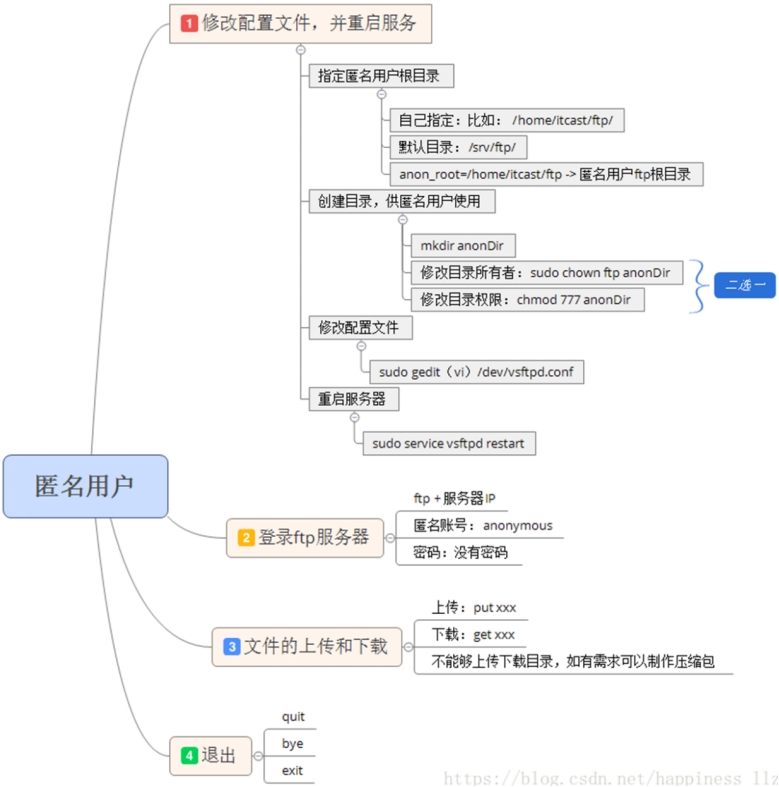 1 修改配置文件，并重启服务
指定匿名用户根目录
自己指定：比如： /home/itcast/ftp/
默认目录：/srv/ftp/
anon_root=/home/itcast/ftp -> 匿名用户ftp根目录
创建目录，供匿名用户使用
mkdir anonDir
修改目录所有者：sudo chown ftp anonDir
修改目录权限：chmod 777 anonDir
二选一
修改配置文件
sudo gedit（vi）/dev/vsftpd.conf
重启服务器
sudo service vsftpd restart
匿名用户
2 登录ftp服务器
ftp + 服务器IP
匿名账号：anonymous
密码：没有密码
3 文件的上传和下载
上传：put xxx
下载：get xxx
不能够上传下载目录，如有需求可以制作压缩包
4 退出
quit
bye
exit
https://blog.csdn.net/happiness_llz